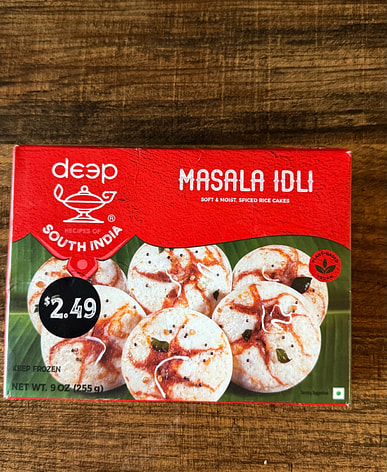 deep
MASALA IDLI
SOFT & MOIST, SPICED RICE CAKES
®
RECIPES OF
SOUTH INDIA
$2.49
KEEP FROZEN
NET WT. 9 OZ (255 g)